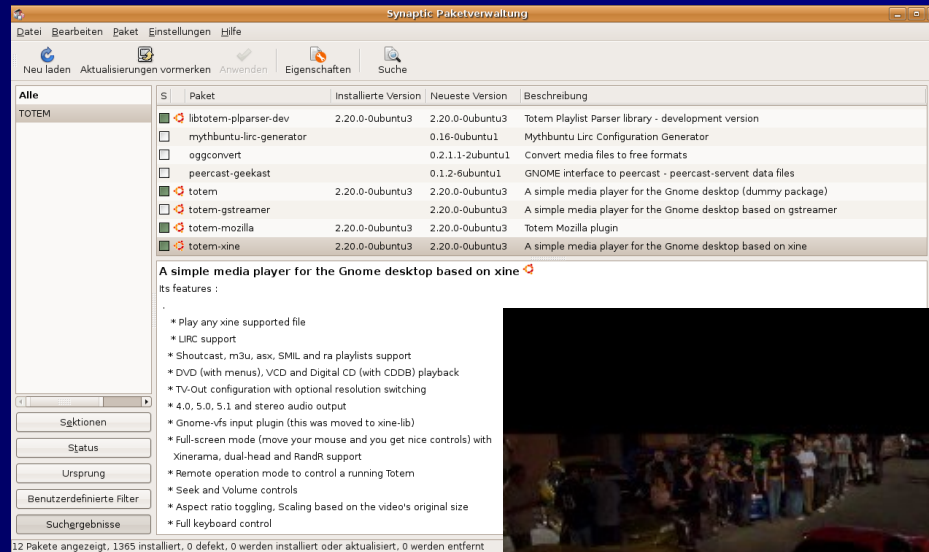 Synaptic Paketverwaltung
Datei Bearbeiten Paket Einstellungen Hilfe
Neu laden Aktualisierungen vormerken Anwenden Eigenschaften Suche
Alle
TOTEM
S Paket Installierte Version Neueste Version Beschreibung
libtotem-plparser-dev 2.20.0-0ubuntu3 2.20.0-0ubuntu3 Totem Playlist Parser library - development version
mythbuntu-lirc-generator 0.16-0ubuntu1 Mythbuntu Lirc Configuration Generator
oggconvert 0.2.1.1-2ubuntu1 Convert media files to free formats
peercast-geekast 0.1.2-6ubuntu1 GNOME interface to peercast - peercast-servent data files
totem 2.20.0-0ubuntu3 2.20.0-0ubuntu3 A simple media player for the Gnome desktop (dummy package)
totem-gstreamer 2.20.0-0ubuntu3 A simple media player for the Gnome desktop based on gstreamer
totem-mozilla 2.20.0-0ubuntu3 2.20.0-0ubuntu3 Totem Mozilla plugin
totem-xine 2.20.0-0ubuntu3 2.20.0-0ubuntu3 A simple media player for the Gnome desktop based on xine
A simple media player for the Gnome desktop based on xine
Its features :
.
* Play any xine supported file
* LIRC support
* Shoutcast, m3u, asx, SMIL and ra playlists support
* DVD (with menus), VCD and Digital CD (with CDDB) playback
* TV-Out configuration with optional resolution switching
* 4.0, 5.0, 5.1 and stereo audio output
* Gnome-vfs input plugin (this was moved to xine-lib)
* Full-screen mode (move your mouse and you get nice controls) with
Xinerama, dual-head and RandR support
* Remote operation mode to control a running Totem
* Seek and Volume controls
* Aspect ratio toggling, Scaling based on the video's original size
* Full keyboard control
Sektionen
Status
Ursprung
Benutzerdefinierte Filter
Suchergebnisse
12 Pakete angezeigt, 1365 installiert, 0 defekt, 0 werden installiert oder aktualisiert, 0 werden entfernt